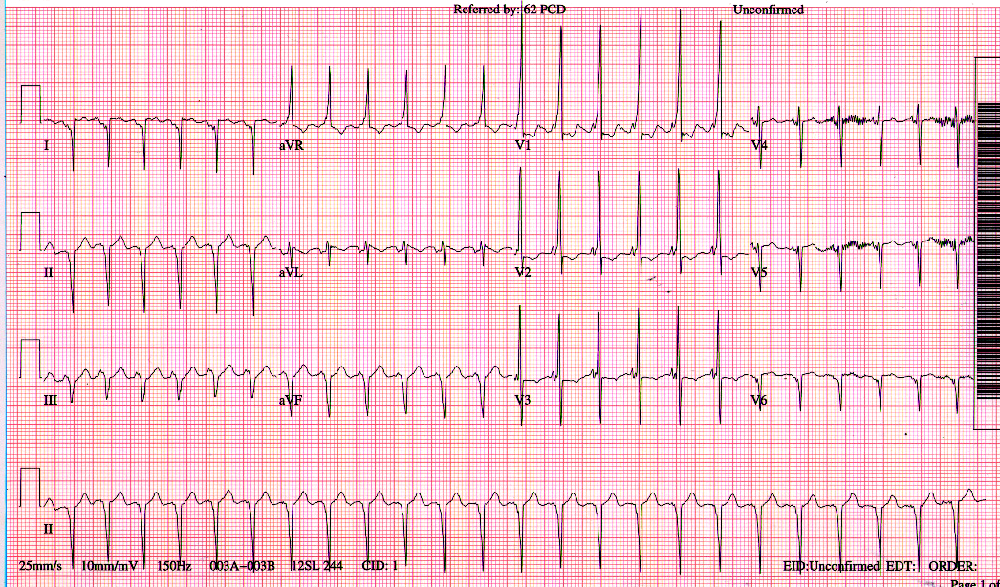 Referred by: 62 PCD Unconfirmed
I aVR V1 V4
II aVL V2 V5
III aVF V3 V6
II
25mm/s 10mm/mV 150Hz 003A-003B 12SL 244 CID: 1 EID:Unconfirmed EDT: ORDER:
Page 1 of